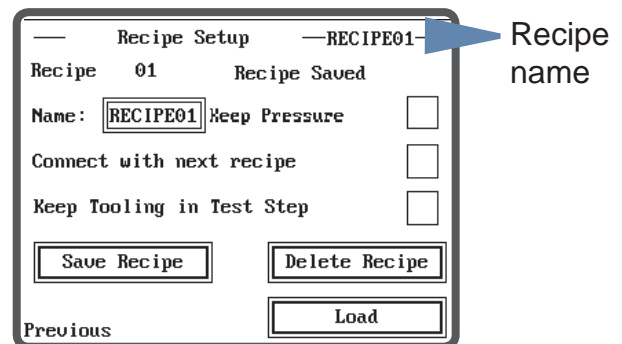 Recipe Setup RECIPE01
Recipe 01 Recipe Saved
Name: RECIPE01 Keep Pressure
Connect with next recipe
Keep Tooling in Test Step
Save Recipe Delete Recipe
Load
Previous
Recipe
name